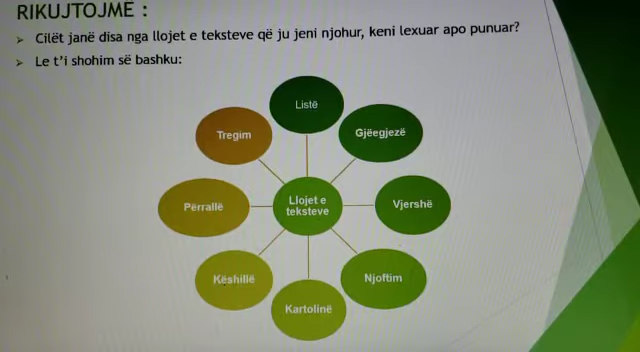 RIKUJTOJMË :
Cilët janë disa nga llojet e teksteve që ju jeni njohur, keni lexuar apo punuar?
Le t'i shohim së bashku:
Listë
Gjëegjezë
Vjershë
Njoftim
Kartolinë
Këshillë
Përrallë
Tregim
Llojet e
teksteve